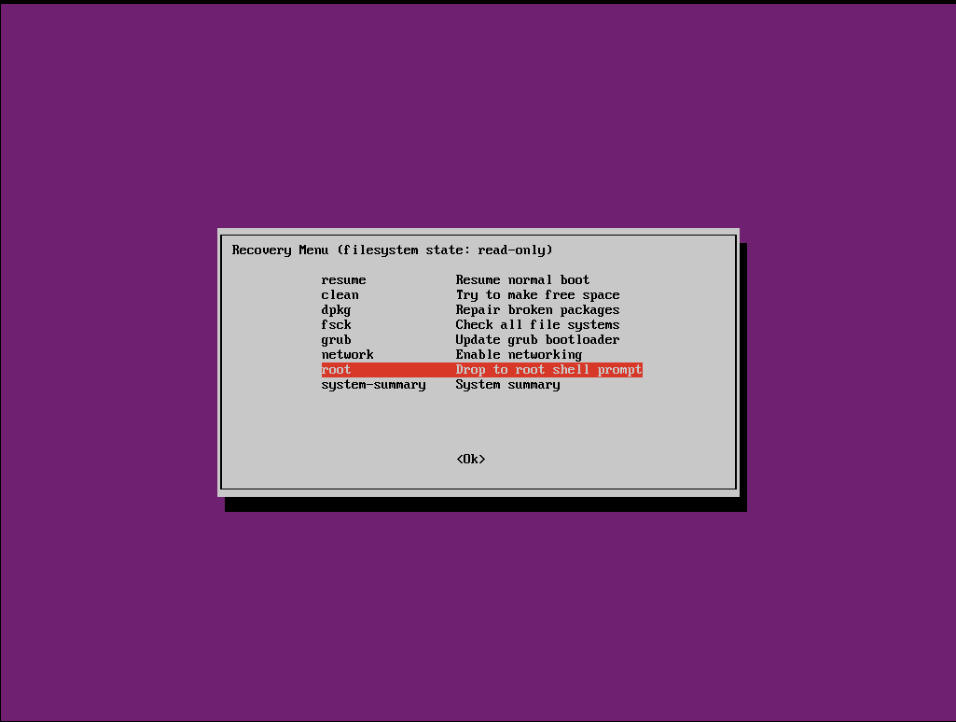 Recovery Menu (filesystem state: read-only)
resume Resume normal boot
clean Try to make free space
dpkg Repair broken packages
fsck Check all file systems
grub Update grub bootloader
network Enable networking
root Drop to root shell prompt
system-summary System summary
<Ok>